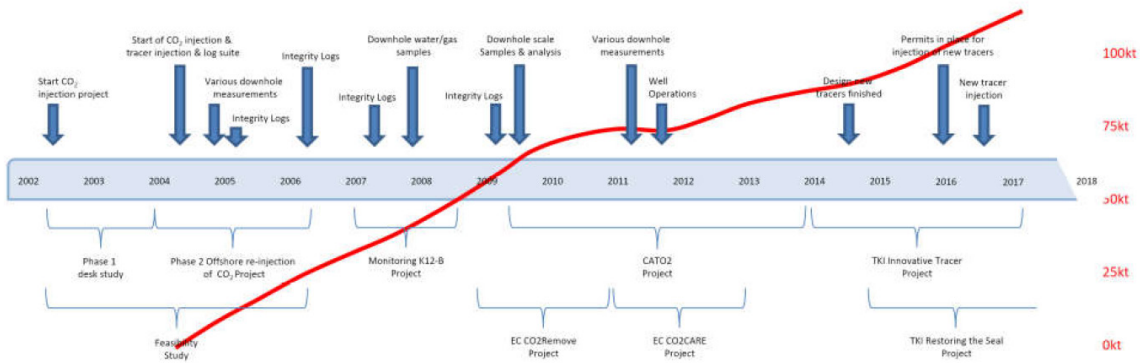 Start of CO2 injection &
tracer injection & log suite
Integrity Logs
Downhole water/gas
samples
Downhole scale
Samples & analysis
Various downhole
measurements
Permits in place for
injection of new tracers
100kt
Start CO2
injection project
Various downhole
measurements
Integrity Logs
Integrity Logs
Integrity Logs
Well
Operations
Design new
tracers finished
New tracer
injection
75kt
2002 2003 2004 2005 2006 2007 2008 2009 2010 2011 2012 2013 2014 2015 2016 2017 2018
50kt
Phase 1
desk study
Phase 2 Offshore re-injection
of CO2 Project
Monitoring K12-B
Project
CATO2
Project
TKI Innovative Tracer
Project
25kt
Feasibility
Study
EC CO2Remove
Project
EC CO2CARE
Project
TKI Restoring the Seal
Project
0kt